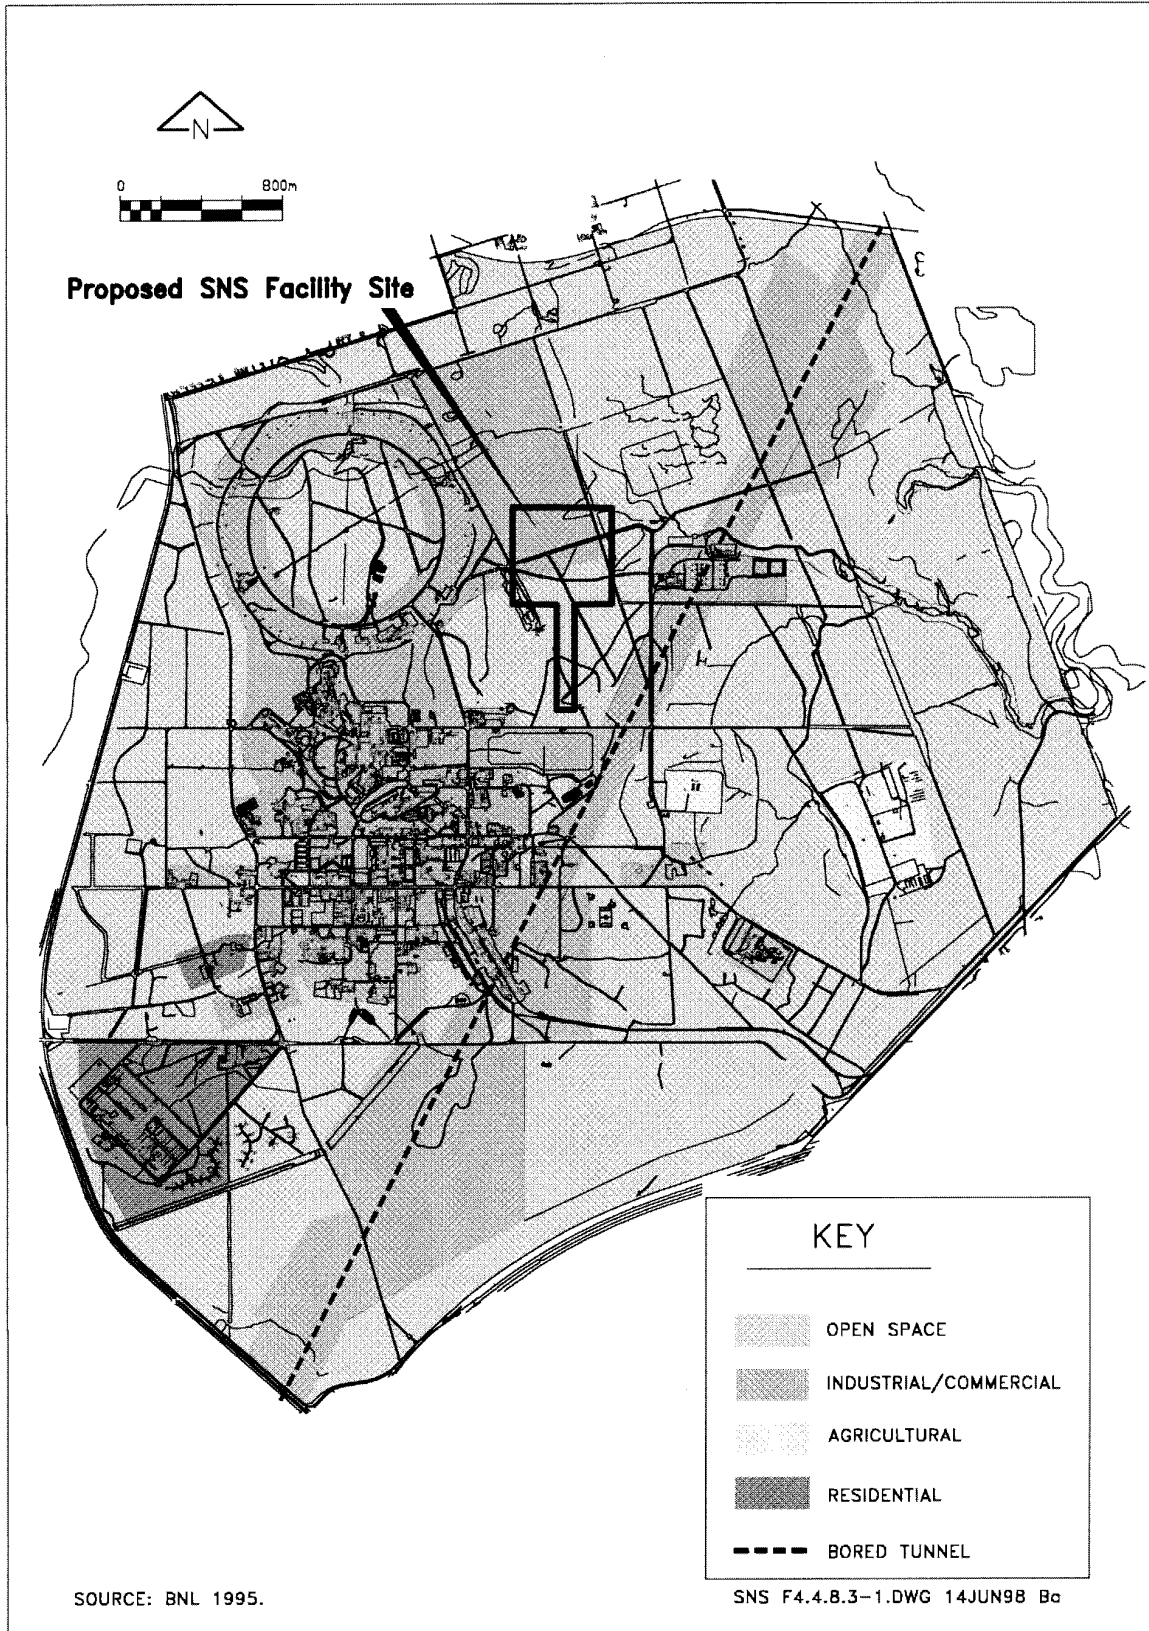 N
0 800m
Proposed SNS Facility Site
KEY
OPEN SPACE
INDUSTRIAL/COMMERCIAL
AGRICULTURAL
RESIDENTIAL
BORED TUNNEL
SOURCE: BNL 1995.
SNS F4.4.8.3-1.DWG 14JUN98 Ba